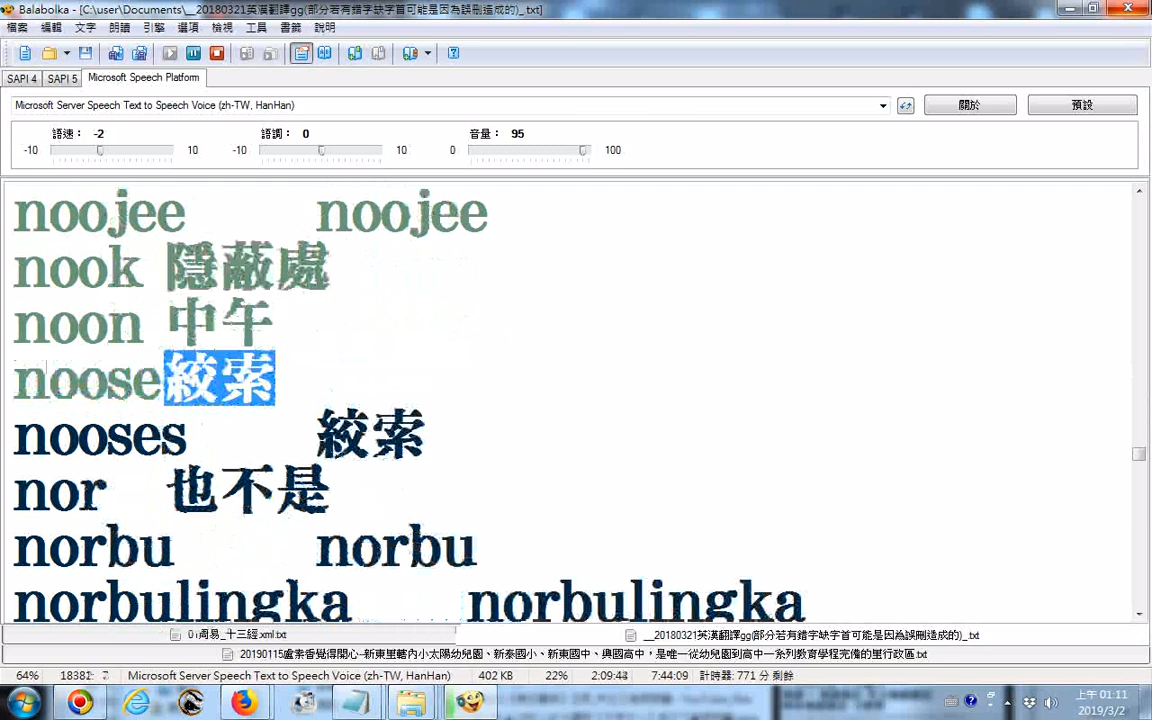 Balabolka - [C:\user\Documents\__20180321英漢翻譯gg(部分若有錯字缺字首可能是因為誤刪造成的)_.txt]
檔案 編輯 文字 朗讀 引擎 選項 檢視 工具 書籤 說明
SAPI 4 SAPI 5 Microsoft Speech Platform
Microsoft Server Speech Text to Speech Voice (zh-TW, HanHan) 關於 預設
語速： -2 語調： 0 音量： 95
-10 10 -10 10 0 100
noojee noojee
nook 隱蔽處
noon 中午
noose 絞索
nooses 絞索
nor 也不是
norbu norbu
norbulingka norbulingka
周易_十三經.xml.txt __20180321英漢翻譯gg(部分若有錯字缺字首可能是因為誤刪造成的)_.txt
20190115盧素香覺得開心--新東里轄內小太陽幼兒園、新泰國小、新東國中、興國高中，是唯一從幼兒園到高中一系列教育學程完備的里行政區.txt
64% Microsoft Server Speech Text to Speech Voice (zh-TW, HanHan) 402 KB 22% 7:44:09 計時器: 771 分 剩餘
上午 01:11
2019/3/2